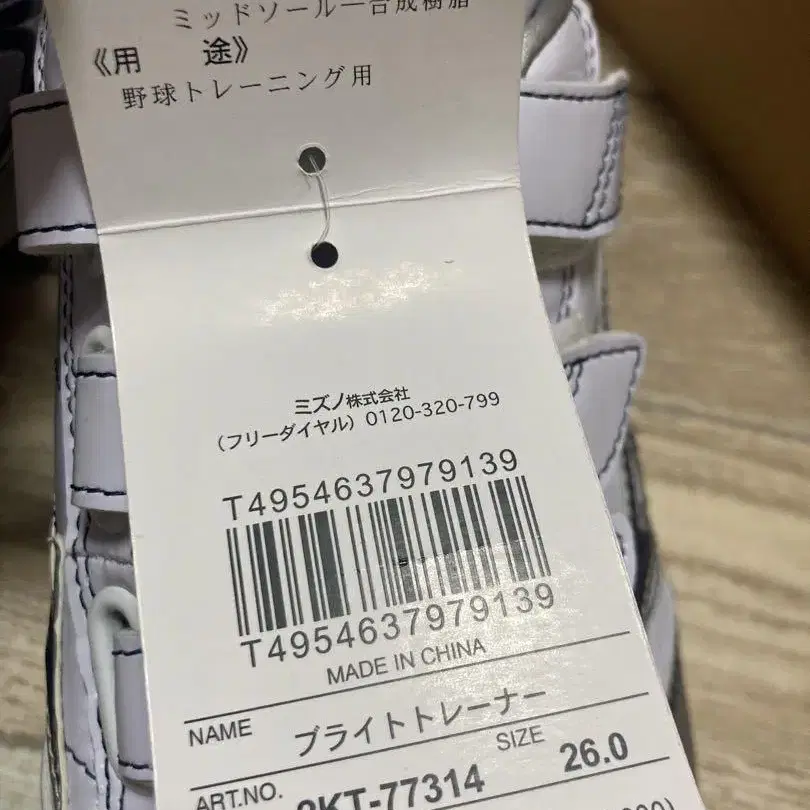 ミッドソール―合成樹脂
《用 途》
野球トレーニング用
ミズノ株式会社
(フリーダイヤル) 0120-320-799
T4954637979139
T4954637979139
MADE IN CHINA
NAME ブライトトレーナー
SIZE 26.0
ART.NO. 2KT-77314